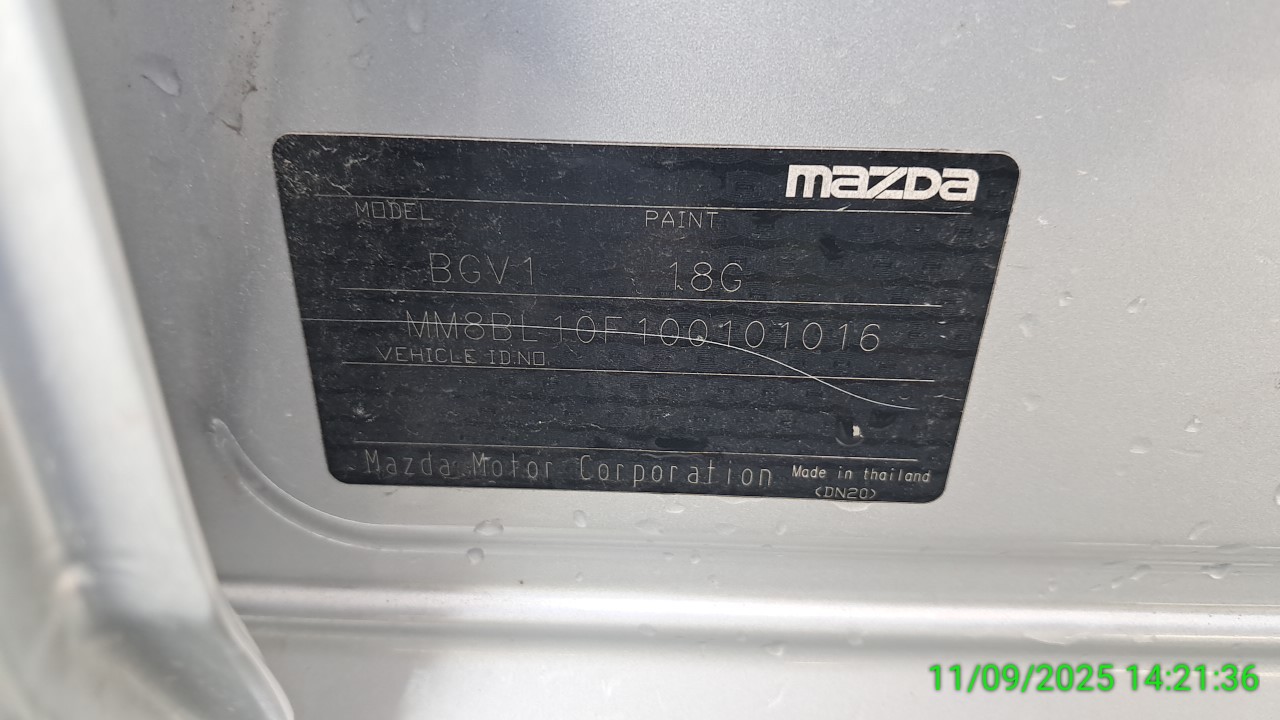 mazda
MODEL PAINT
BGV1 18G
MM8BL10F100101016
VEHICLE ID.NO.
Mazda Motor Corporation Made in thailand
(DN20)
11/09/2025 14:21:36